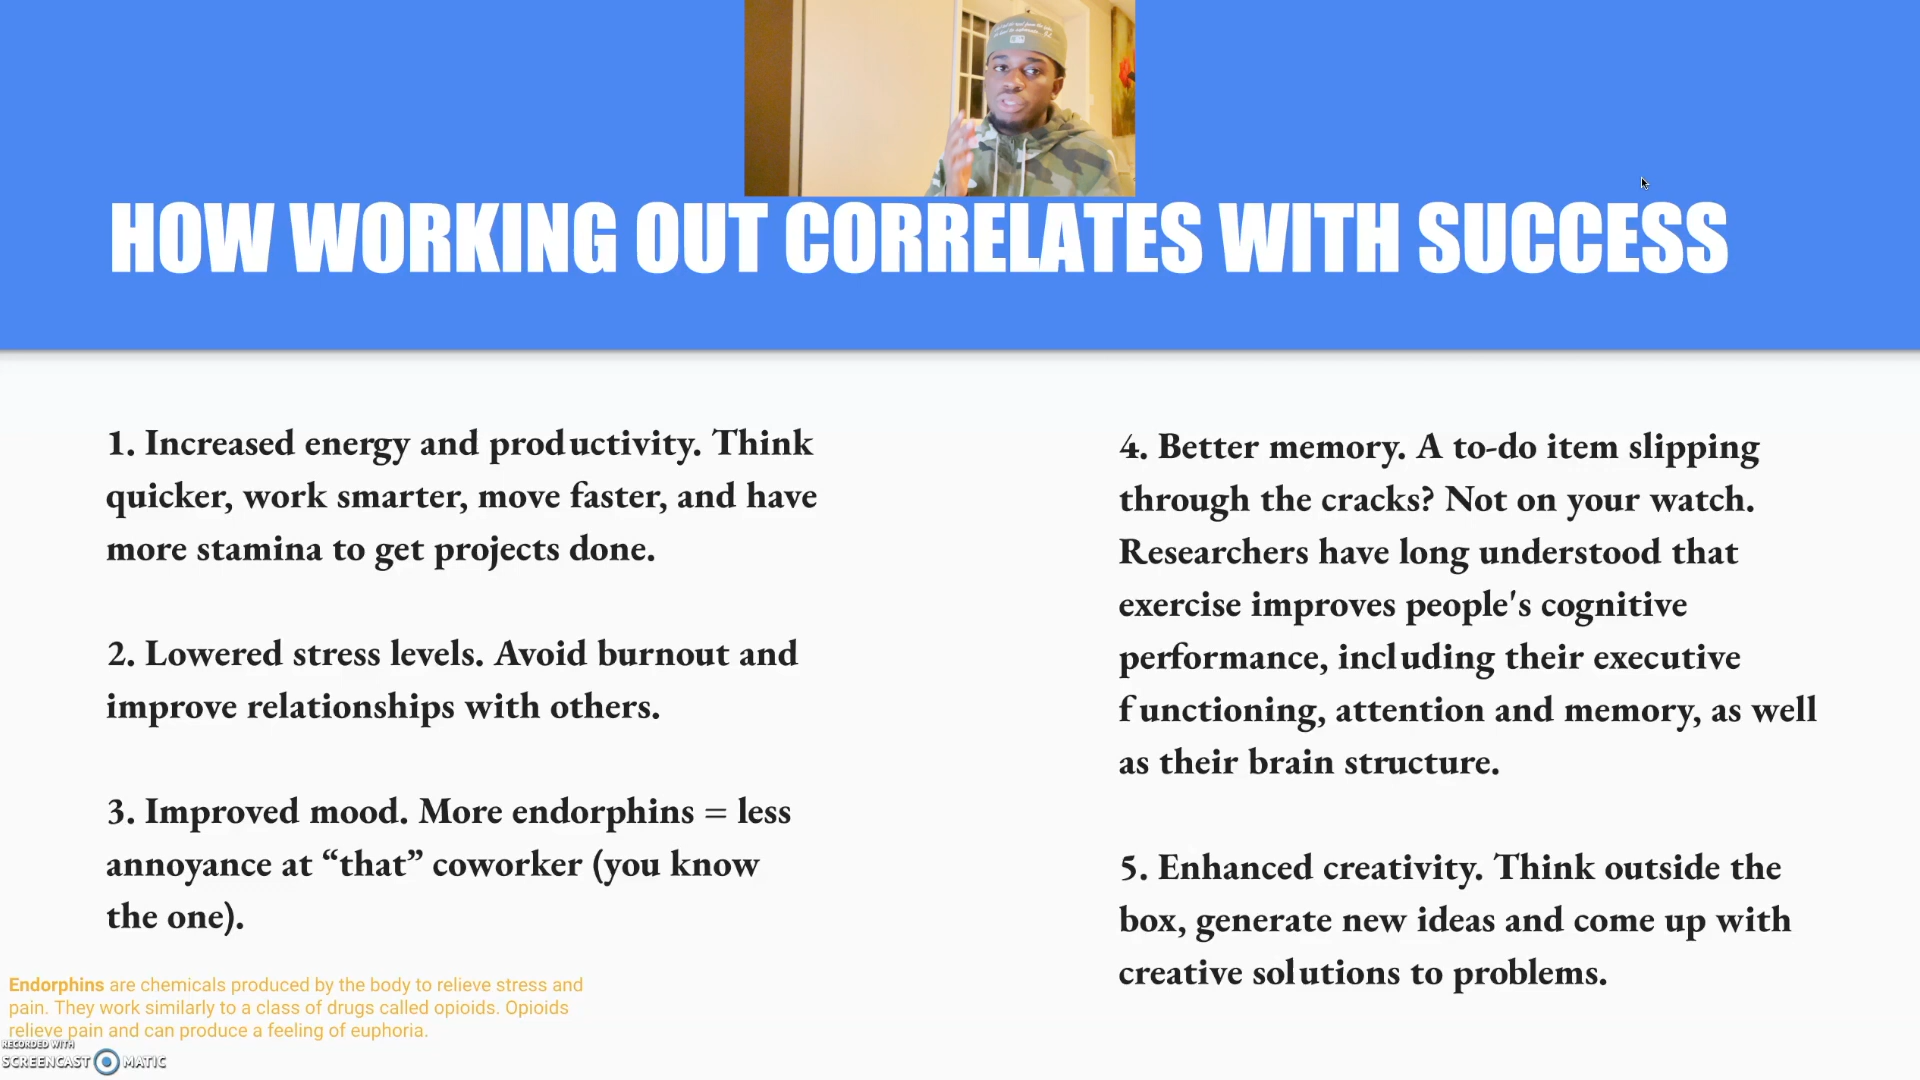 HOW WORKING OUT CORRELATES WITH SUCCESS
1. Increased energy and productivity. Think
quicker, work smarter, move faster, and have
more stamina to get projects done.
2. Lowered stress levels. Avoid burnout and
improve relationships with others.
3. Improved mood. More endorphins = less
annoyance at “that” coworker (you know
the one).
Endorphins are chemicals produced by the body to relieve stress and
pain. They work similarly to a class of drugs called opioids. Opioids
relieve pain and can produce a feeling of euphoria.
4. Better memory. A to-do item slipping
through the cracks? Not on your watch.
Researchers have long understood that
exercise improves people's cognitive
performance, including their executive
functioning, attention and memory, as well
as their brain structure.
5. Enhanced creativity. Think outside the
box, generate new ideas and come up with
creative solutions to problems.
RECORDED WITH
SCREENCAST MATIC